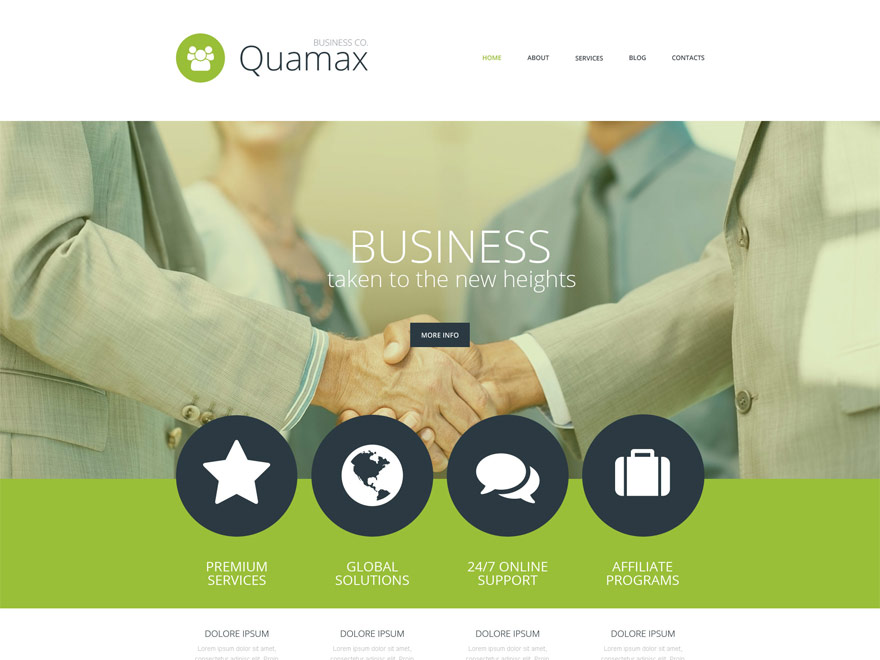 BUSINESS CO.
Quamax
HOME ABOUT SERVICES BLOG CONTACTS
BUSINESS
taken to the new heights
MORE INFO
PREMIUM
SERVICES
GLOBAL
SOLUTIONS
24/7 ONLINE
SUPPORT
AFFILIATE
PROGRAMS
DOLORE IPSUM
Lorem ipsum dolor sit amet,
DOLORE IPSUM
Lorem ipsum dolor sit amet,
DOLORE IPSUM
Lorem ipsum dolor sit amet,
DOLORE IPSUM
Lorem ipsum dolor sit amet,